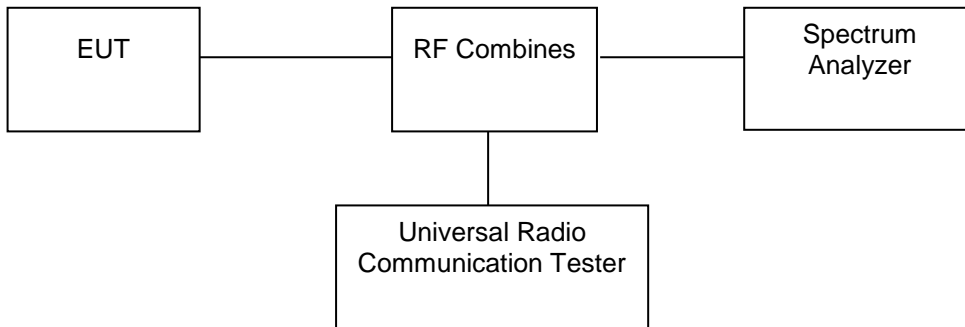 EUT
RF Combines
Spectrum
Analyzer
Universal Radio
Communication Tester